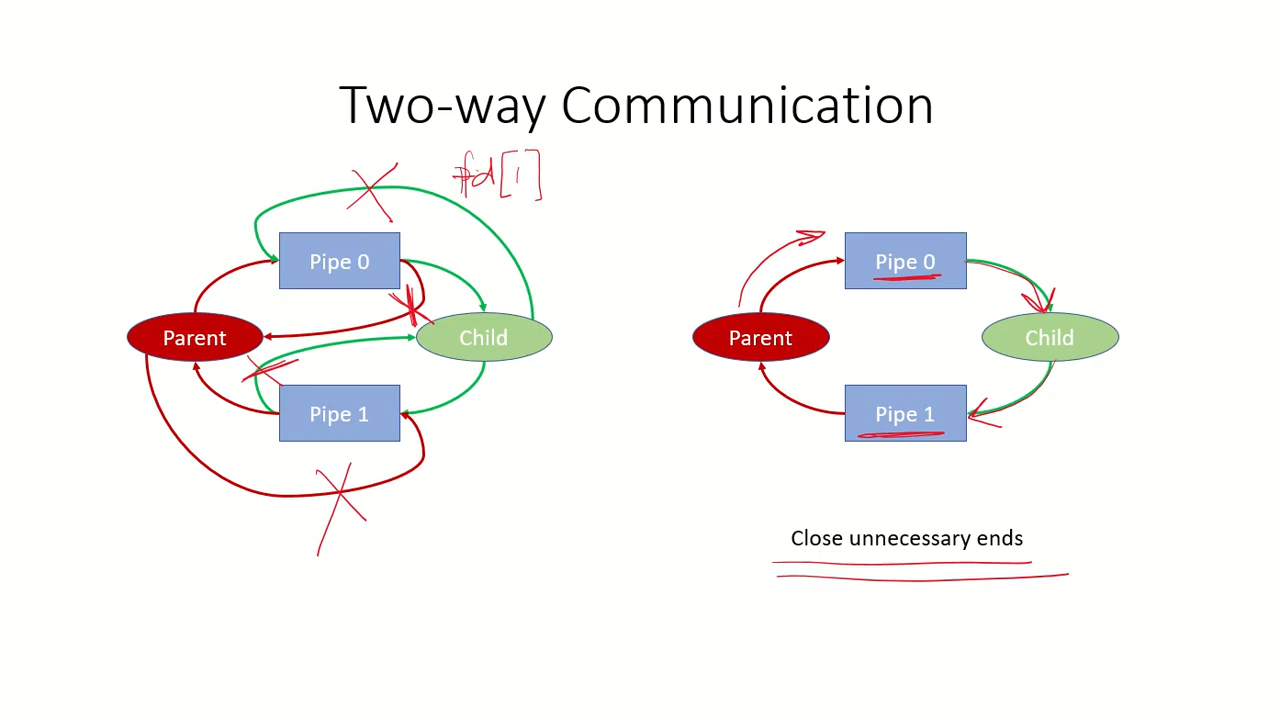 Two-way Communication
fd[1]
Pipe 0
Parent
Child
Pipe 1
Pipe 0
Parent
Child
Pipe 1
Close unnecessary ends